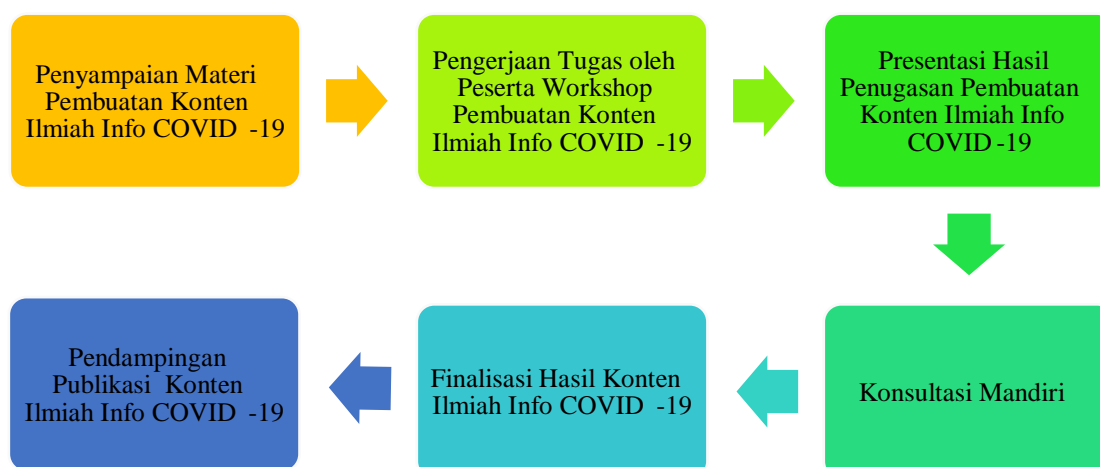 Penyampaian Materi
Pembuatan Konten
Ilmiah Info COVID -19
Pengerjaan Tugas oleh
Peserta Workshop
Pembuatan Konten
Ilmiah Info COVID -19
Presentasi Hasil
Penugasan Pembuatan
Konten Ilmiah Info
COVID -19
Konsultasi Mandiri
Finalisasi Hasil Konten
Ilmiah Info COVID -19
Pendampingan
Publikasi Konten
Ilmiah Info COVID -19